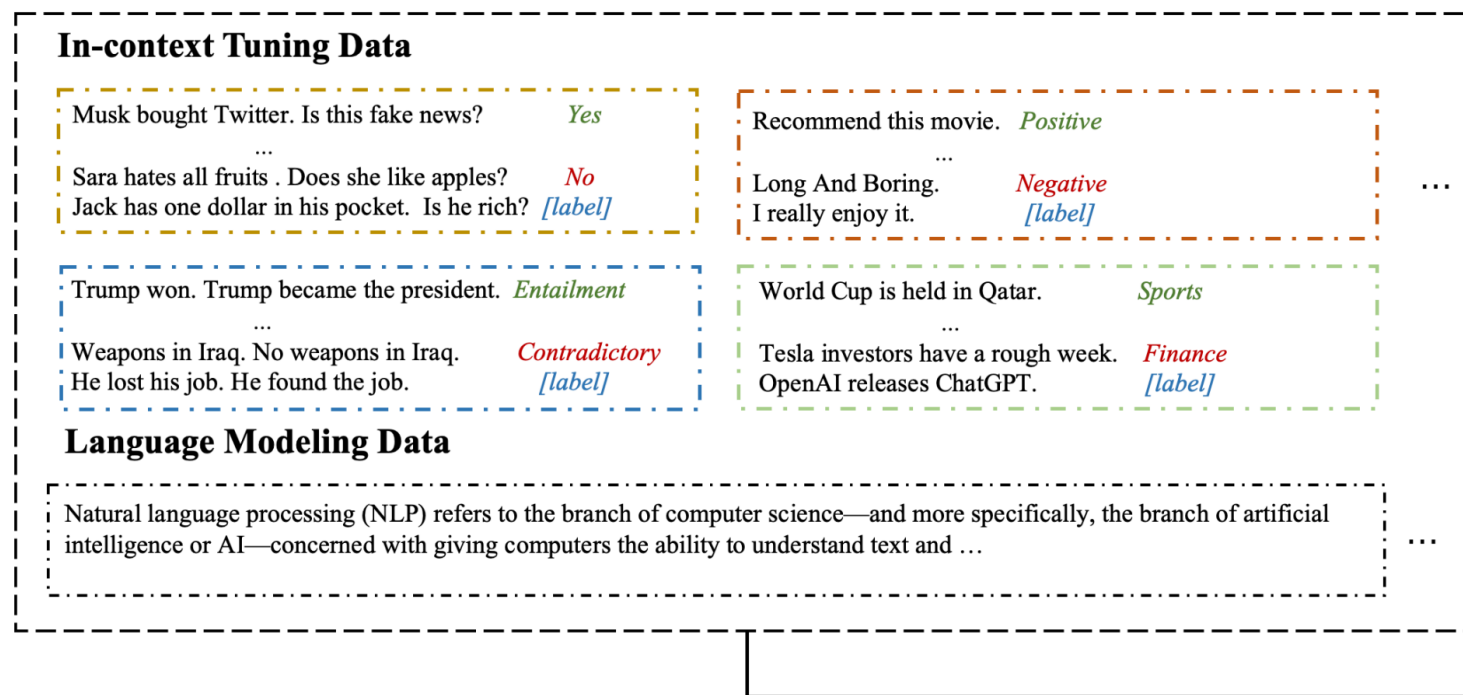 In-context Tuning Data
Musk bought Twitter. Is this fake news? Yes
...
Sara hates all fruits . Does she like apples? No
Jack has one dollar in his pocket. Is he rich? [label]
Recommend this movie. Positive
...
Long And Boring. Negative
I really enjoy it. [label]
...
Trump won. Trump became the president. Entailment
...
Weapons in Iraq. No weapons in Iraq. Contradictory
He lost his job. He found the job. [label]
World Cup is held in Qatar. Sports
...
Tesla investors have a rough week. Finance
OpenAI releases ChatGPT. [label]
Language Modeling Data
Natural language processing (NLP) refers to the branch of computer science—and more specifically, the branch of artificial
intelligence or AI—concerned with giving computers the ability to understand text and …
...